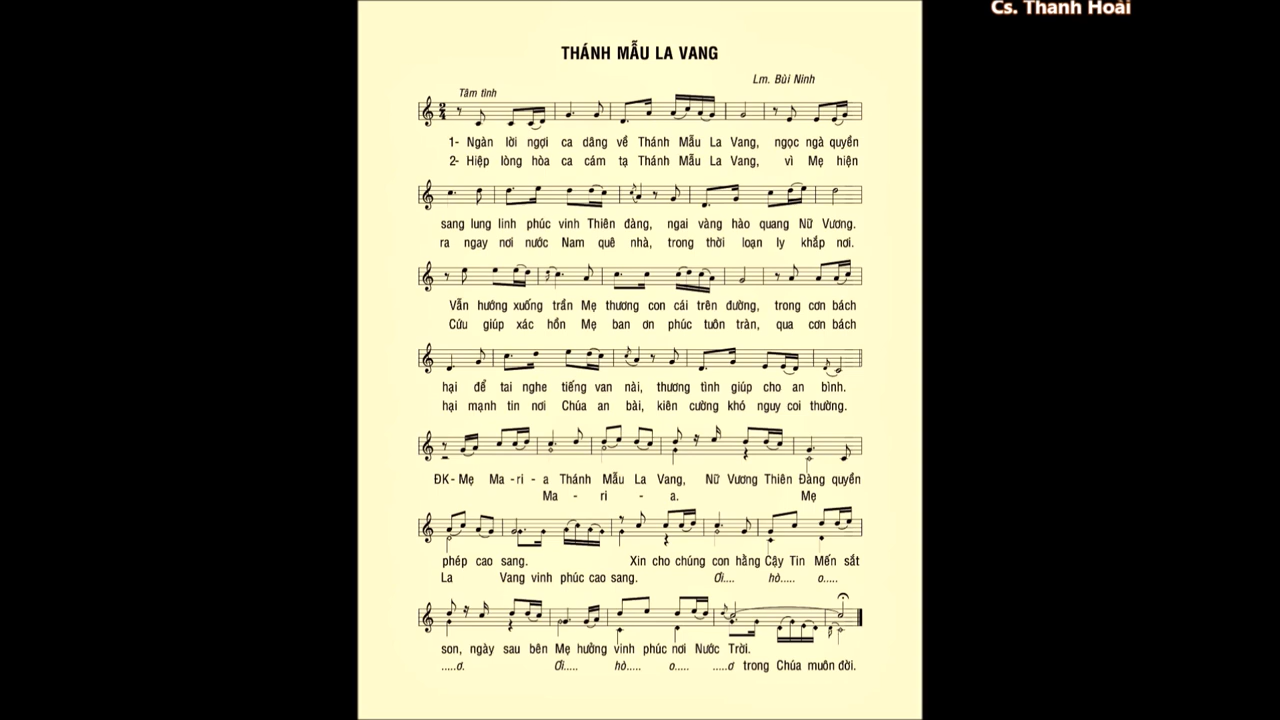 Cs. Thanh Hoài
THÁNH MẪU LA VANG
Lm. Bùi Ninh
Tâm tình
2
4
1- Ngàn lời ngợi ca dâng về Thánh Mẫu La Vang, ngọc ngà quyền
2- Hiệp lòng hòa ca cám tạ Thánh Mẫu La Vang, vì Mẹ hiện
sang lung linh phúc vinh Thiên đàng, ngai vàng hào quang Nữ Vương.
ra ngay nơi nước Nam quê nhà, trong thời loạn ly khắp nơi.
Vẫn hướng xuống trần Mẹ thương con cái trên đường, trong cơn bách
Cứu giúp xác hồn Mẹ ban ơn phúc tuôn tràn, qua cơn bách
hại để tai nghe tiếng van nài, thương tình giúp cho an bình.
hại mạnh tin nơi Chúa an bài, kiên cường khó nguy coi thường.
ĐK- Mẹ Ma - ri - a Thánh Mẫu La Vang, Nữ Vương Thiên Đàng quyền
Ma - ri - a. Mẹ
phép cao sang. Xin cho chúng con hằng Cậy Tin Mến sắt
La Vang vinh phúc cao sang. Ơi.... hò..... o.....
son, ngày sau bên Mẹ hưởng vinh phúc nơi Nước Trời.
.....ơ. Ơi..... hò..... o..... .....ơ trong Chúa muôn đời.